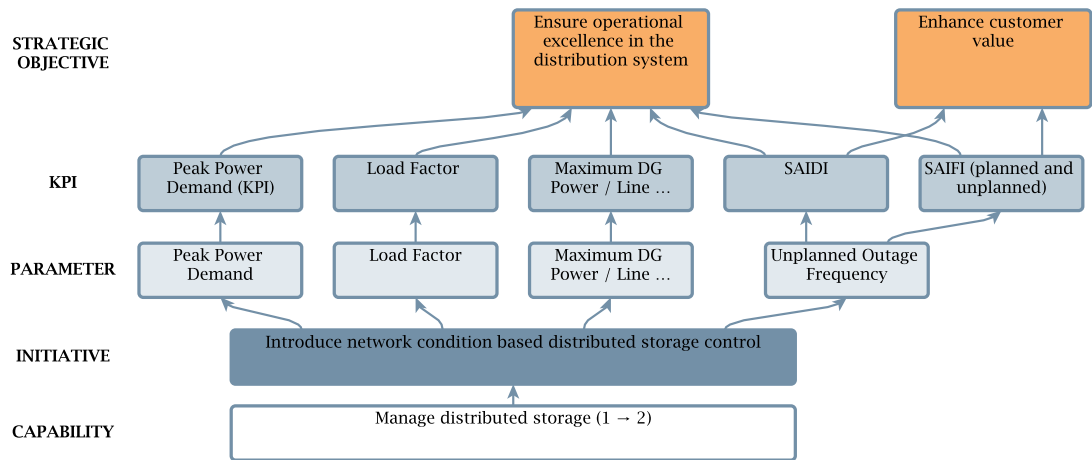 STRATEGIC
OBJECTIVE
Ensure operational
excellence in the
distribution system
Enhance customer
value
KPI
Peak Power
Demand (KPI)
Load Factor
Maximum DG
Power / Line ...
SAIDI
SAIFI (planned and
unplanned)
PARAMETER
Peak Power
Demand
Load Factor
Maximum DG
Power / Line ...
Unplanned Outage
Frequency
INITIATIVE
Introduce network condition based distributed storage control
CAPABILITY
Manage distributed storage (1 → 2)